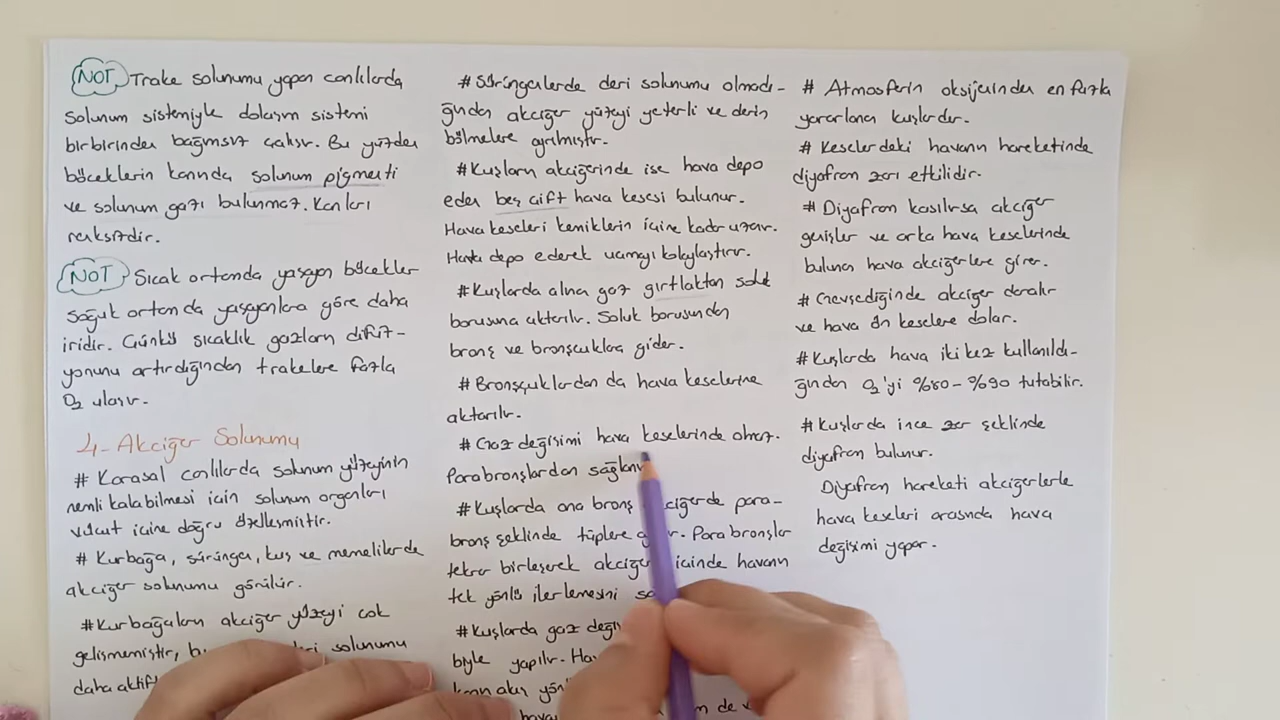 NOT Trake solunumu yapan canlılarda
solunum sistemiyle dolaşım sistemi
birbirinden bağımsız çalışır. Bu yüzden
böceklerin kanında solunum pigmenti
ve solunum gazı bulunmaz. Kanları
renksizdir.
NOT Sıcak ortamda yaşayan böcekler
soğuk ortamda yaşayanlara göre daha
iridir. Çünkü sıcaklık gazların difüz-
yonunu artırdığından trakelere fazla
O2 ulaşır.
4- Akciğer Solunumu
# Karasal canlılarda solunum yüzeyinin
nemli kalabilmesi için solunum organları
vücut içine doğru özelleşmiştir.
# Kurbağa, sürüngen, kuş ve memelilerde
akciğer solunumu görülür.
# Kurbağaların akciğer yüzeyi çok
gelişmemiştir, solunumu
daha aktif
# Sürüngenlerde deri solunumu olmadı-
ğından akciğer yüzeyi yeterli ve derin
bölmelere ayrılmıştır.
# Kuşların akciğerinde ise hava depo
eden beş çift hava kesesi bulunur.
Hava keseleri kemiklerin içine kadar uzanır.
Hava depo ederek uçmayı kolaylaştırır.
# Kuşlarda alınan gaz gırtlaktan soluk
borusuna aktarılır. Soluk borusundan
bronş ve bronşcuklara gider.
# Bronşçuklardan da hava keselerine
aktarılır.
# Gaz değişimi hava keselerinde olmaz.
Parabronşlardan
# Kuşlarda ana bronş akciğerde para-
bronş şeklinde tüplere . Parabronşlar
tekrar birleşerek akciğer içinde havanın
tek yönlü ilerlemesini
# Kuşlarda gaz
yapılır.
kan akış
# Atmosferin oksijeninden en fazla
yararlanan kuşlardır.
# Keselerdeki havanın hareketinde
diyafram zarı etkilidir.
# Diyafram kasılırsa akciğer
genişler ve arka hava keselerinde
bulunan hava akciğerlere girer.
# Gevşediğinde akciğer daralır
ve hava ön keselere dolar.
# Kuşlarda hava iki kez kullanıldı-
ğından O2'yi %80-%90 tutabilir.
# Kuşlarda ince zar şeklinde
diyafram bulunur.
Diyafram hareketi akciğerlerle
hava keseleri arasında hava
değişimi yapar.